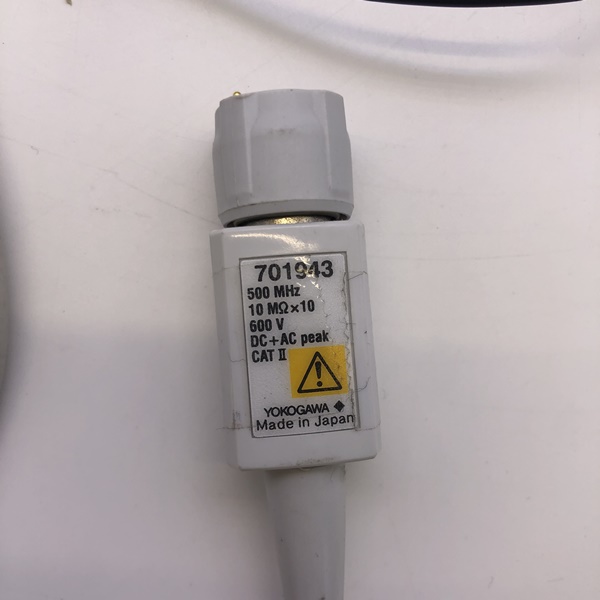 701943
500 MHz
10 MΩ×10
600 V
DC+AC peak
CAT II
YOKOGAWA
Made in Japan